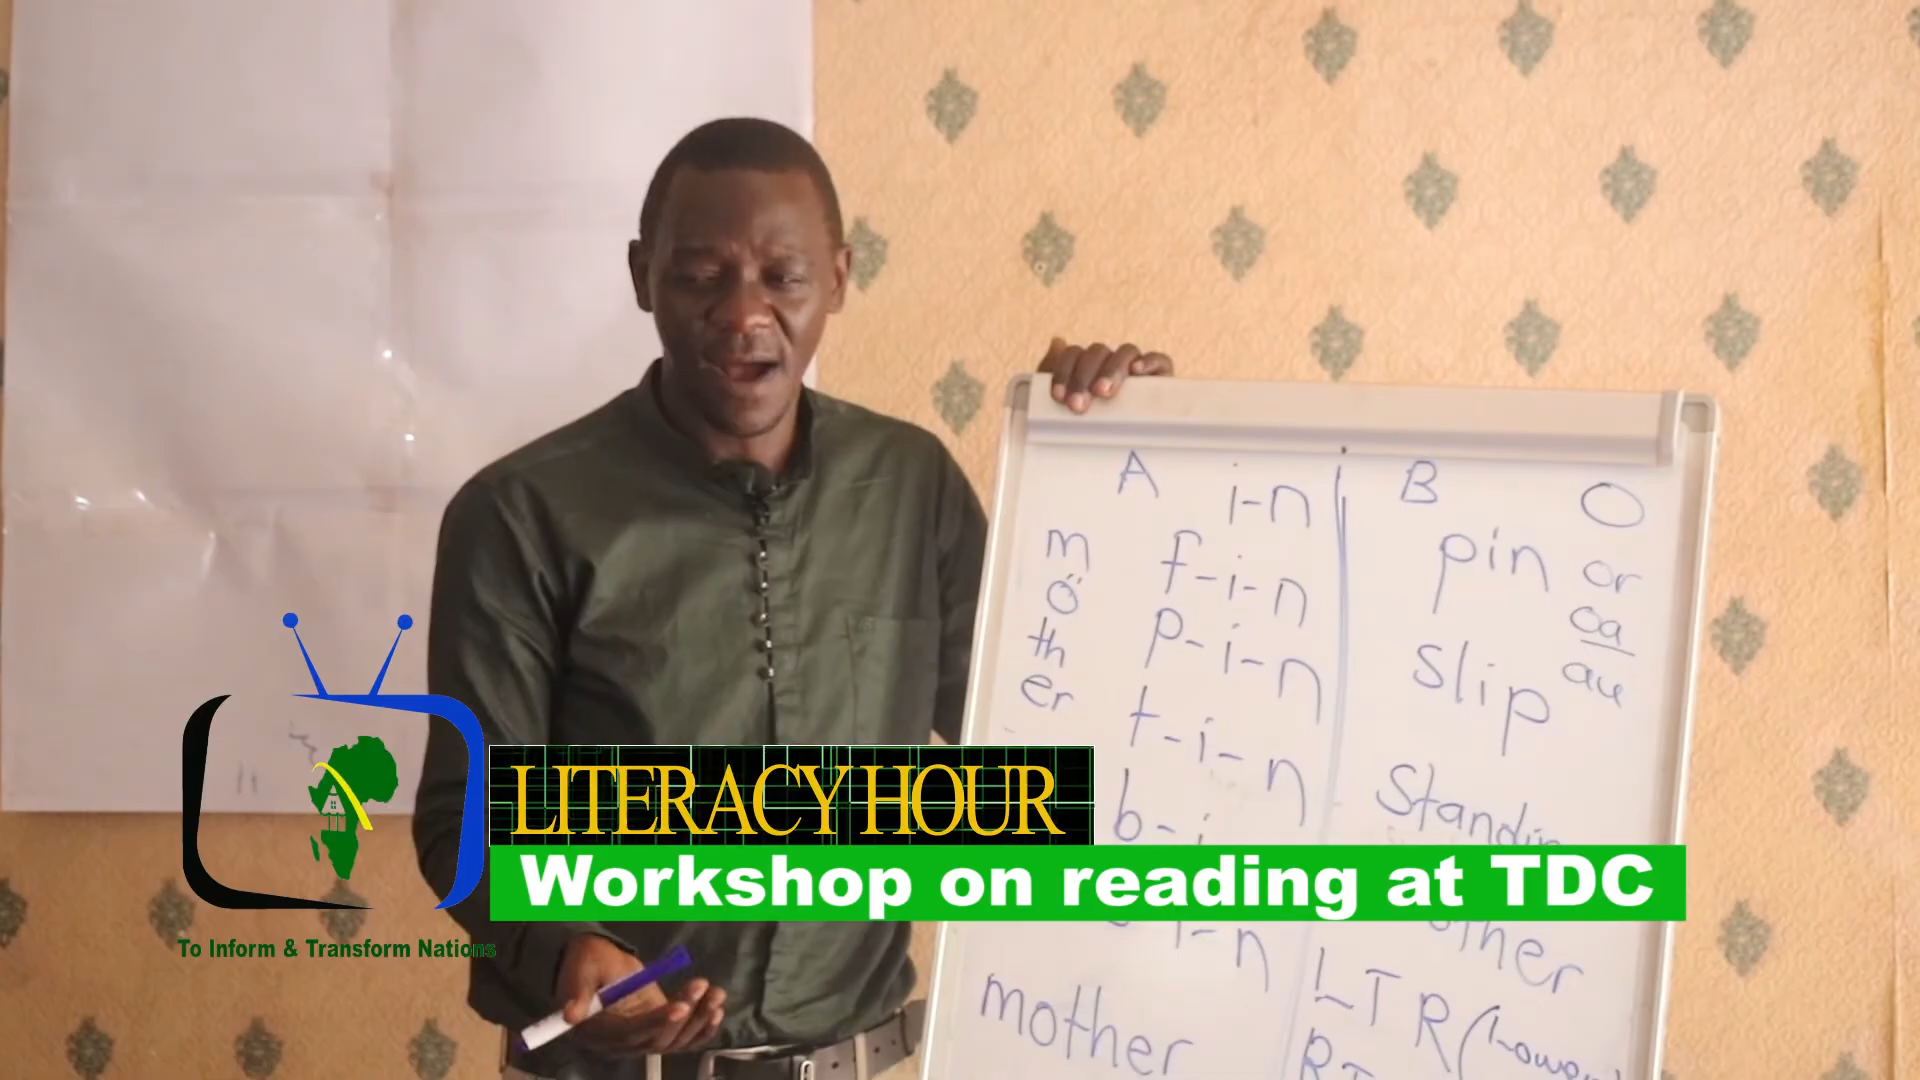 A
i-n
m
ö
th
er
f-i-n
p-i-n
t-i-n
b-i
i-n
mother
B
O
pin
or
oa
au
slip
LTR
LITERACY HOUR
Workshop on reading at TDC
To Inform & Transform Nations